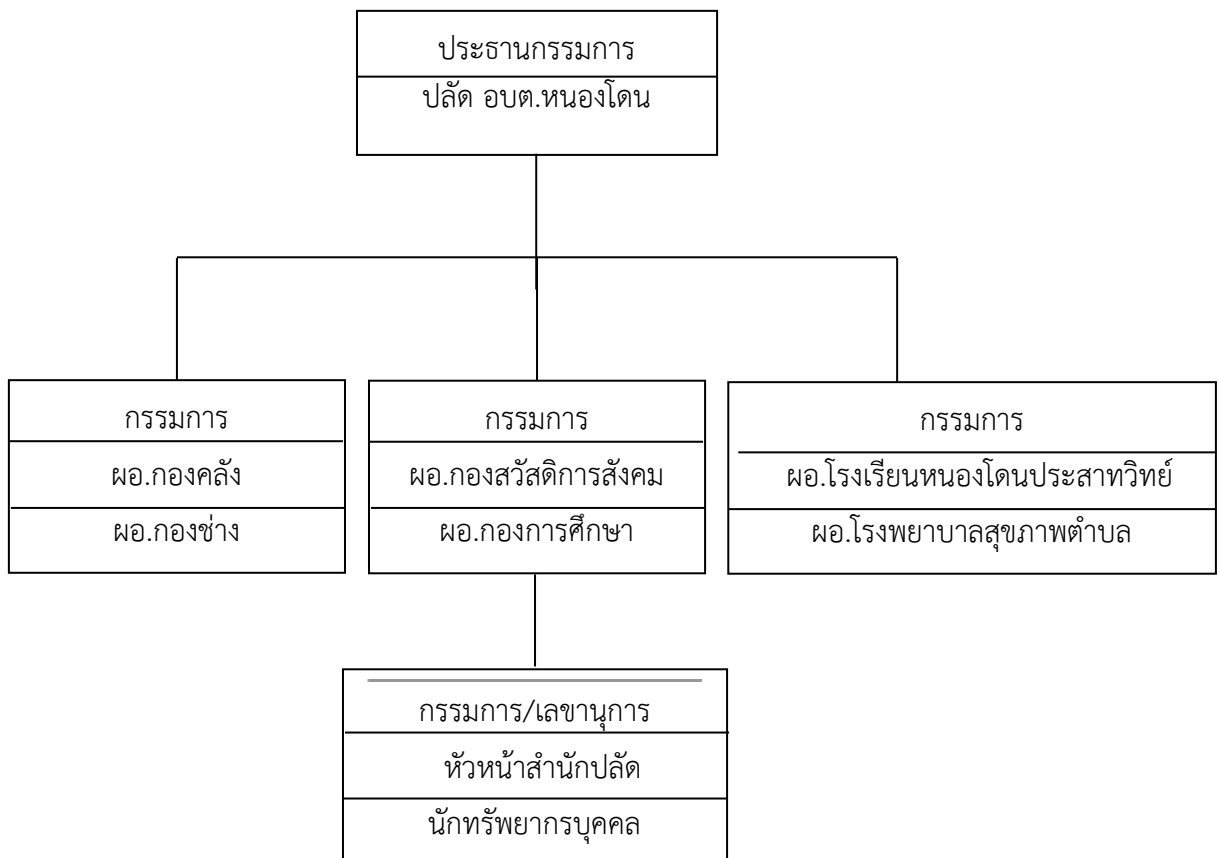 ประธานกรรมการ
ปลัด อบต.หนองโดน
กรรมการ
ผอ.กองคลัง
ผอ.กองช่าง
กรรมการ
ผอ.กองสวัสดิการสังคม
ผอ.กองการศึกษา
กรรมการ
ผอ.โรงเรียนหนองโดนประสาทวิทย์
ผอ.โรงพยาบาลสุขภาพตำบล
กรรมการ/เลขานุการ
หัวหน้าสำนักปลัด
นักทรัพยากรบุคคล